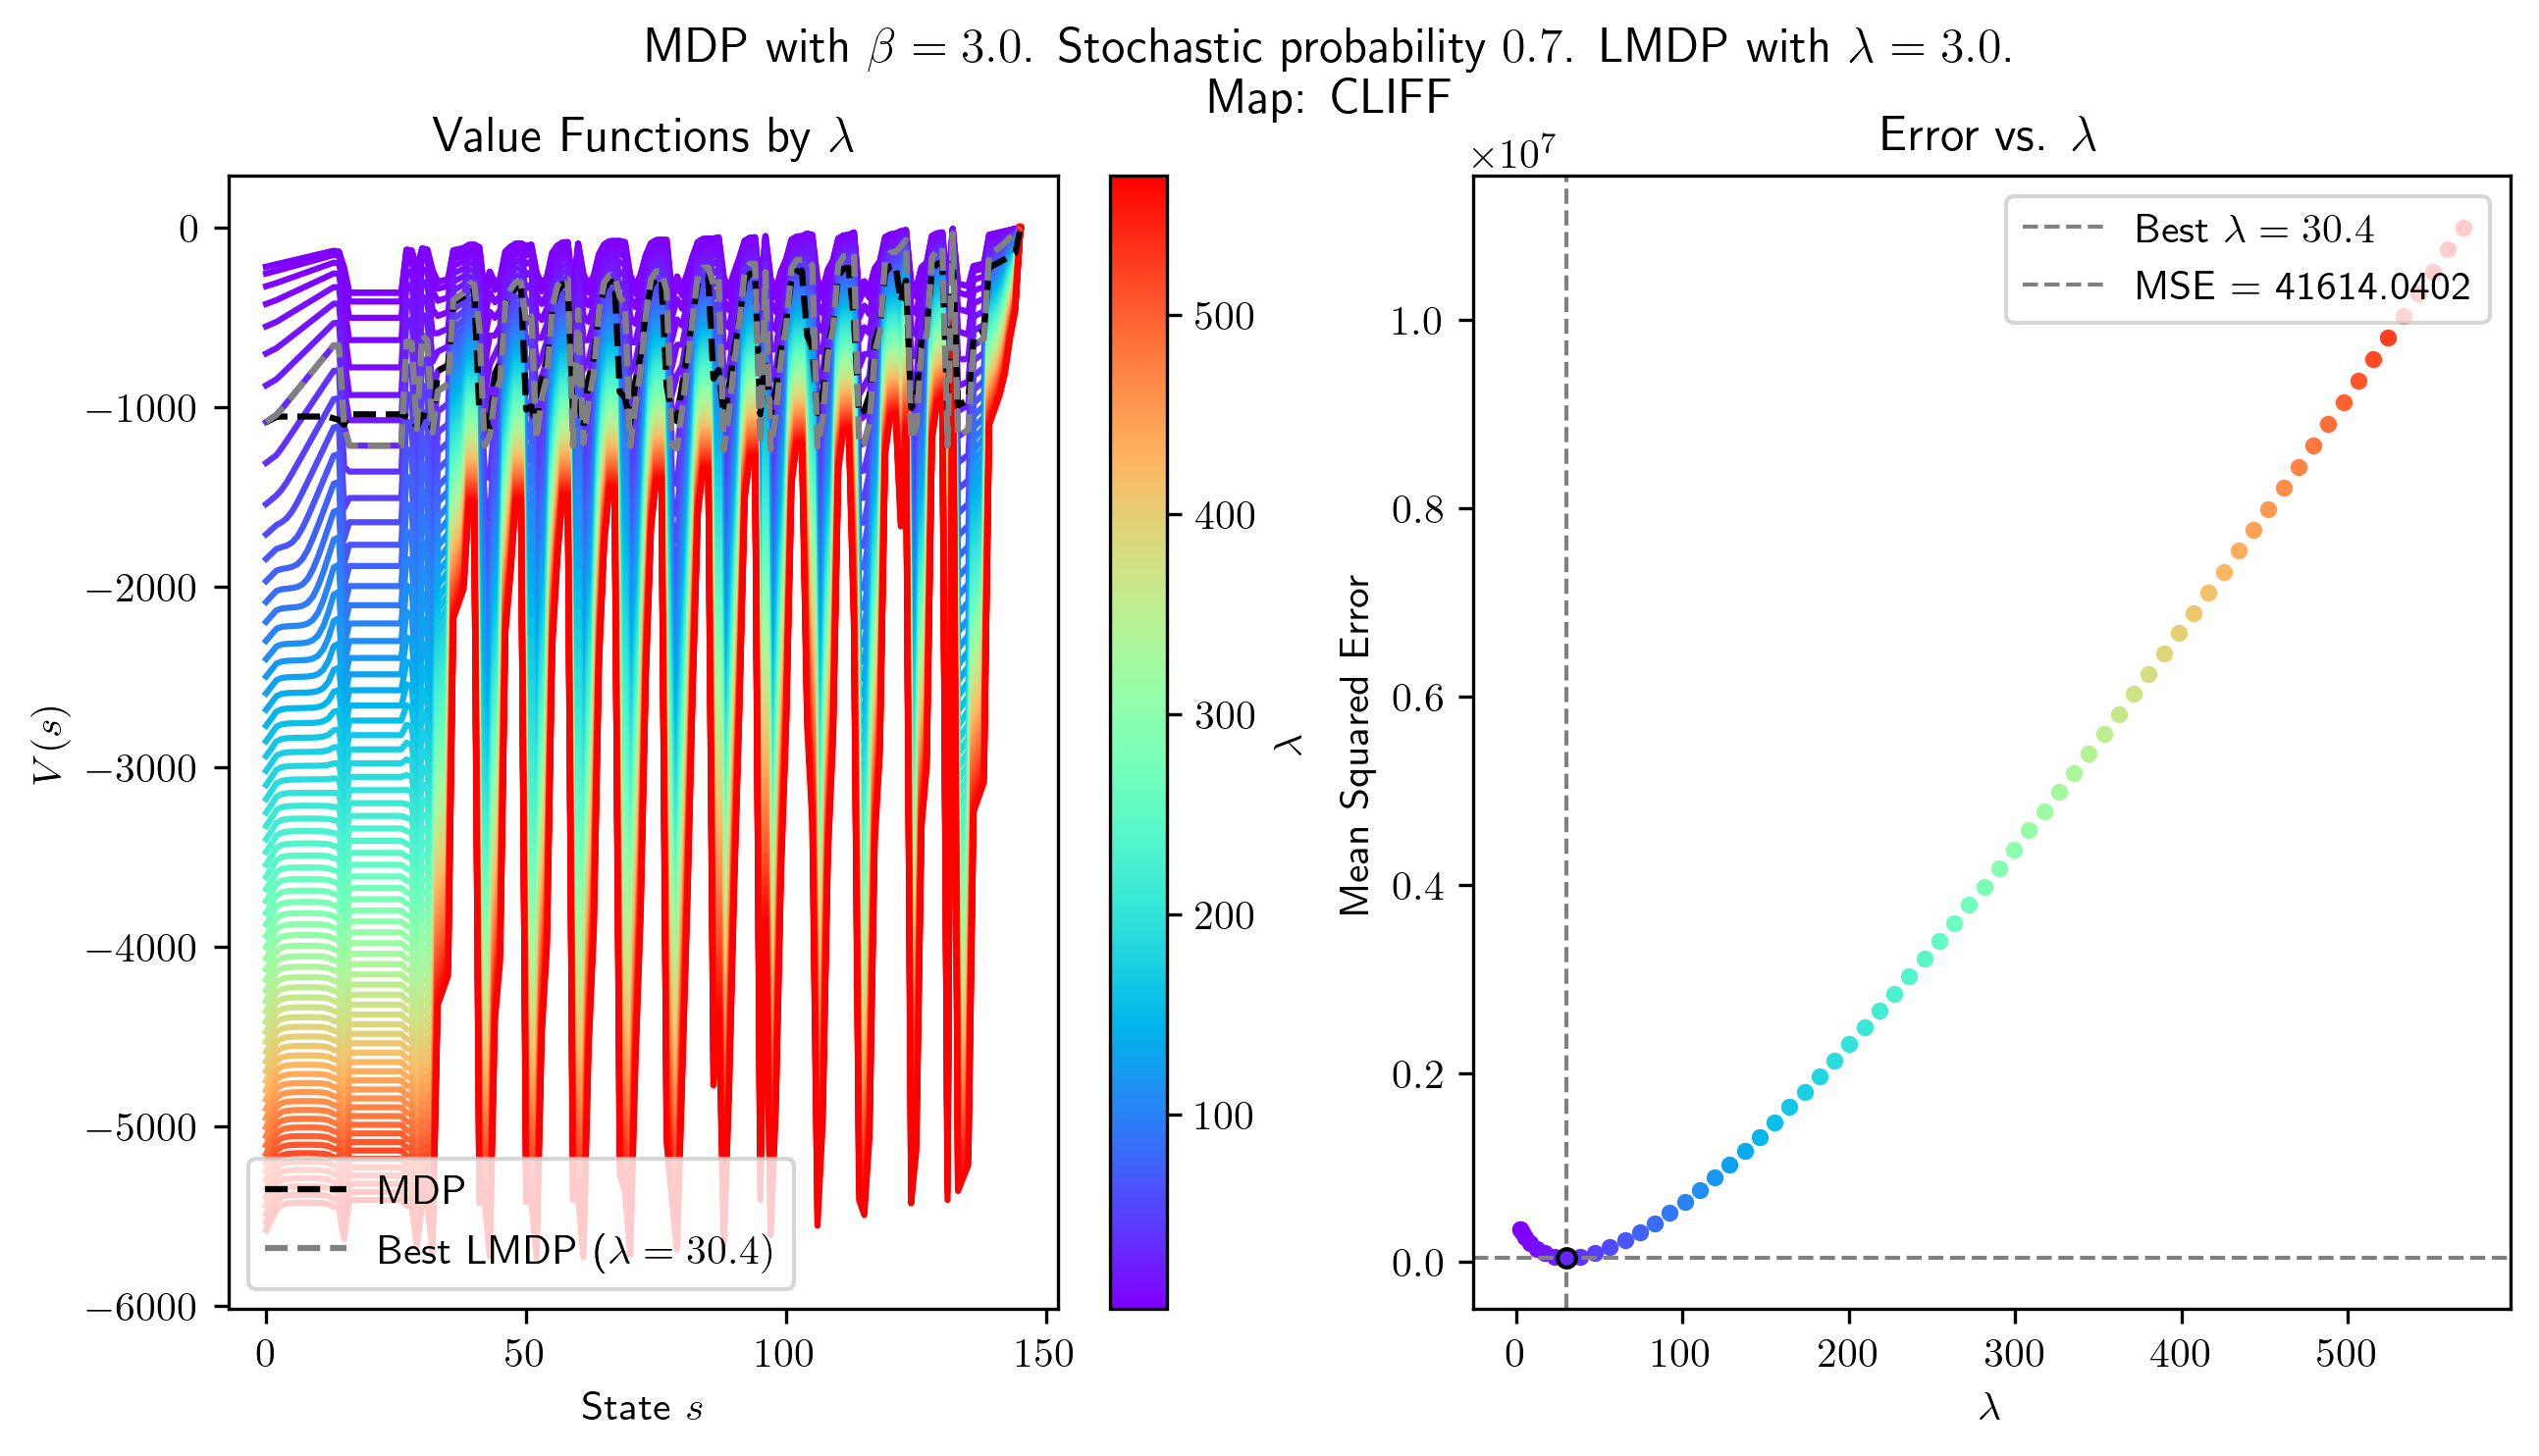 MDP with β = 3.0. Stochastic probability 0.7. LMDP with λ = 3.0.
Map: CLIFF
Value Functions by λ
0
−1000
−2000
−3000
−4000
−5000
−6000
V(s)
MDP
Best LMDP (λ = 30.4)
0
50
100
150
State s
500
400
300
200
100
λ
Error vs. λ
×10⁷
Best λ = 30.4
MSE = 41614.0402
1.0
0.8
0.6
0.4
0.2
0.0
Mean Squared Error
0
100
200
300
400
500
λ